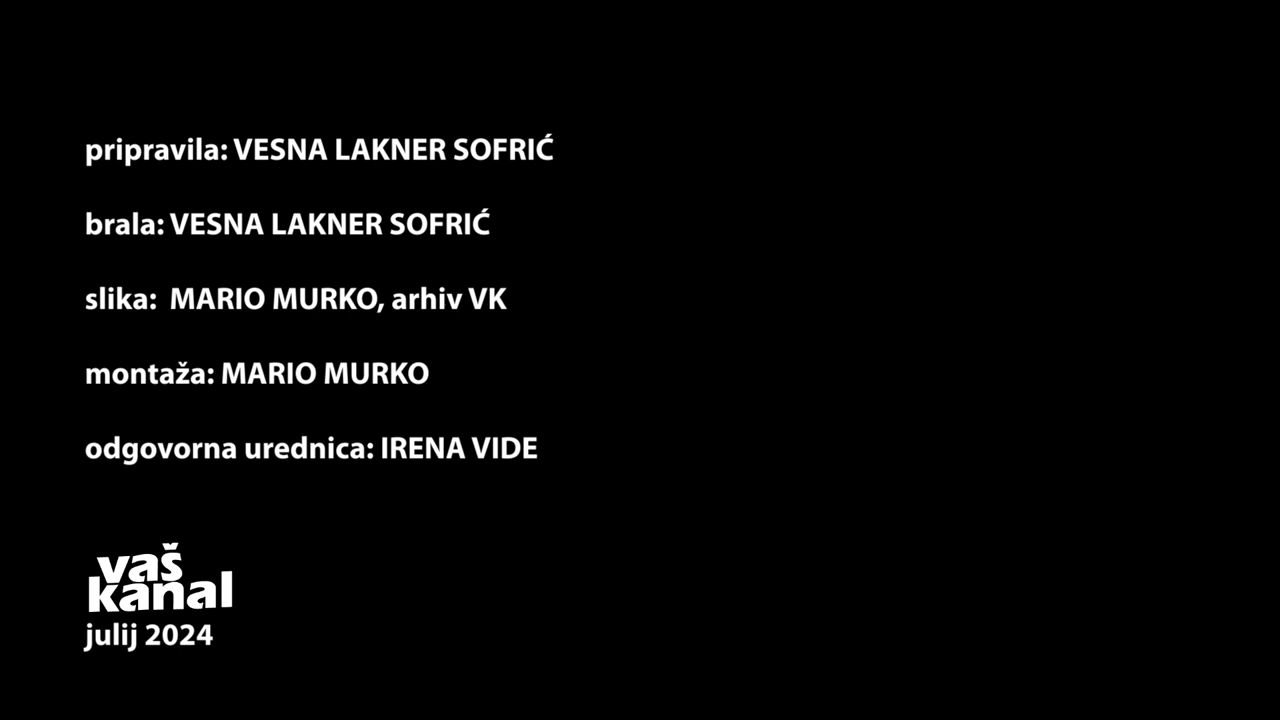 pripravila: VESNA LAKNER SOFRIĆ
brala: VESNA LAKNER SOFRIĆ
slika: MARIO MURKO, arhiv VK
montaža: MARIO MURKO
odgovorna urednica: IRENA VIDE
vaš
kanal
julij 2024